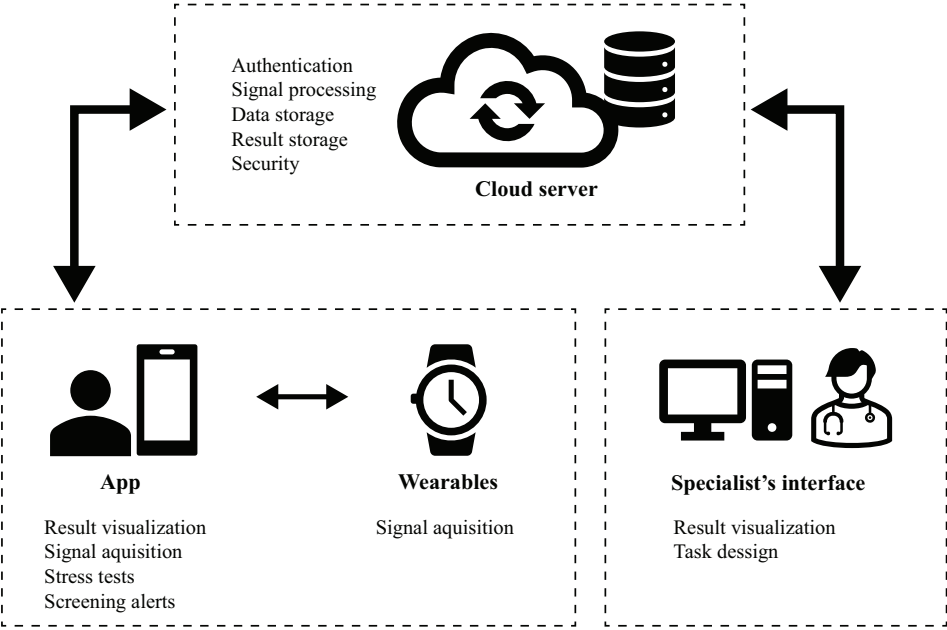 Authentication
Signal processing
Data storage
Result storage
Security
Cloud server
App
Result visualization
Signal aquisition
Stress tests
Screening alerts
Wearables
Signal aquisition
Specialist’s interface
Result visualization
Task dessign